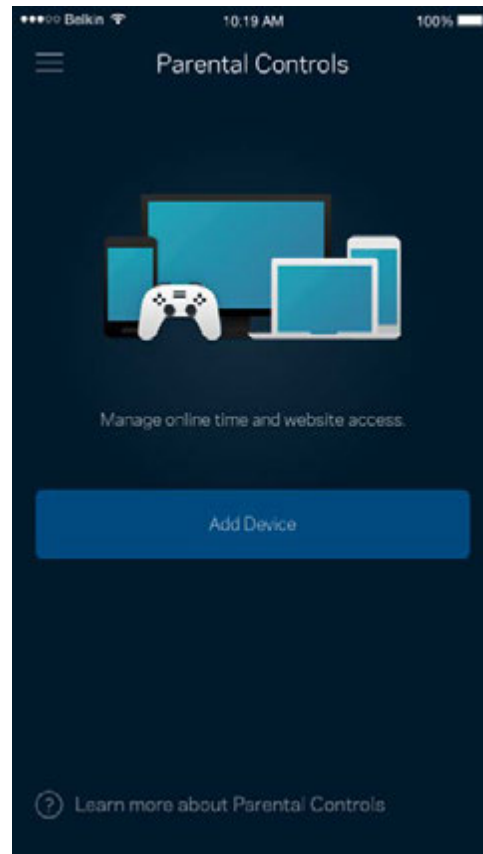 Belkin 10:19 AM 100%
Parental Controls
Manage online time and website access.
Add Device
? Learn more about Parental Controls